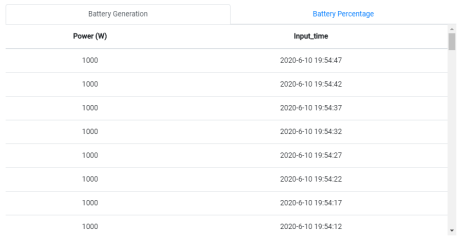 Battery Generation Battery Percentage
Power (W) Input_time
1000 2020-6-10 19:54:47
1000 2020-6-10 19:54:42
1000 2020-6-10 19:54:37
1000 2020-6-10 19:54:32
1000 2020-6-10 19:54:27
1000 2020-6-10 19:54:22
1000 2020-6-10 19:54:17
1000 2020-6-10 19:54:12